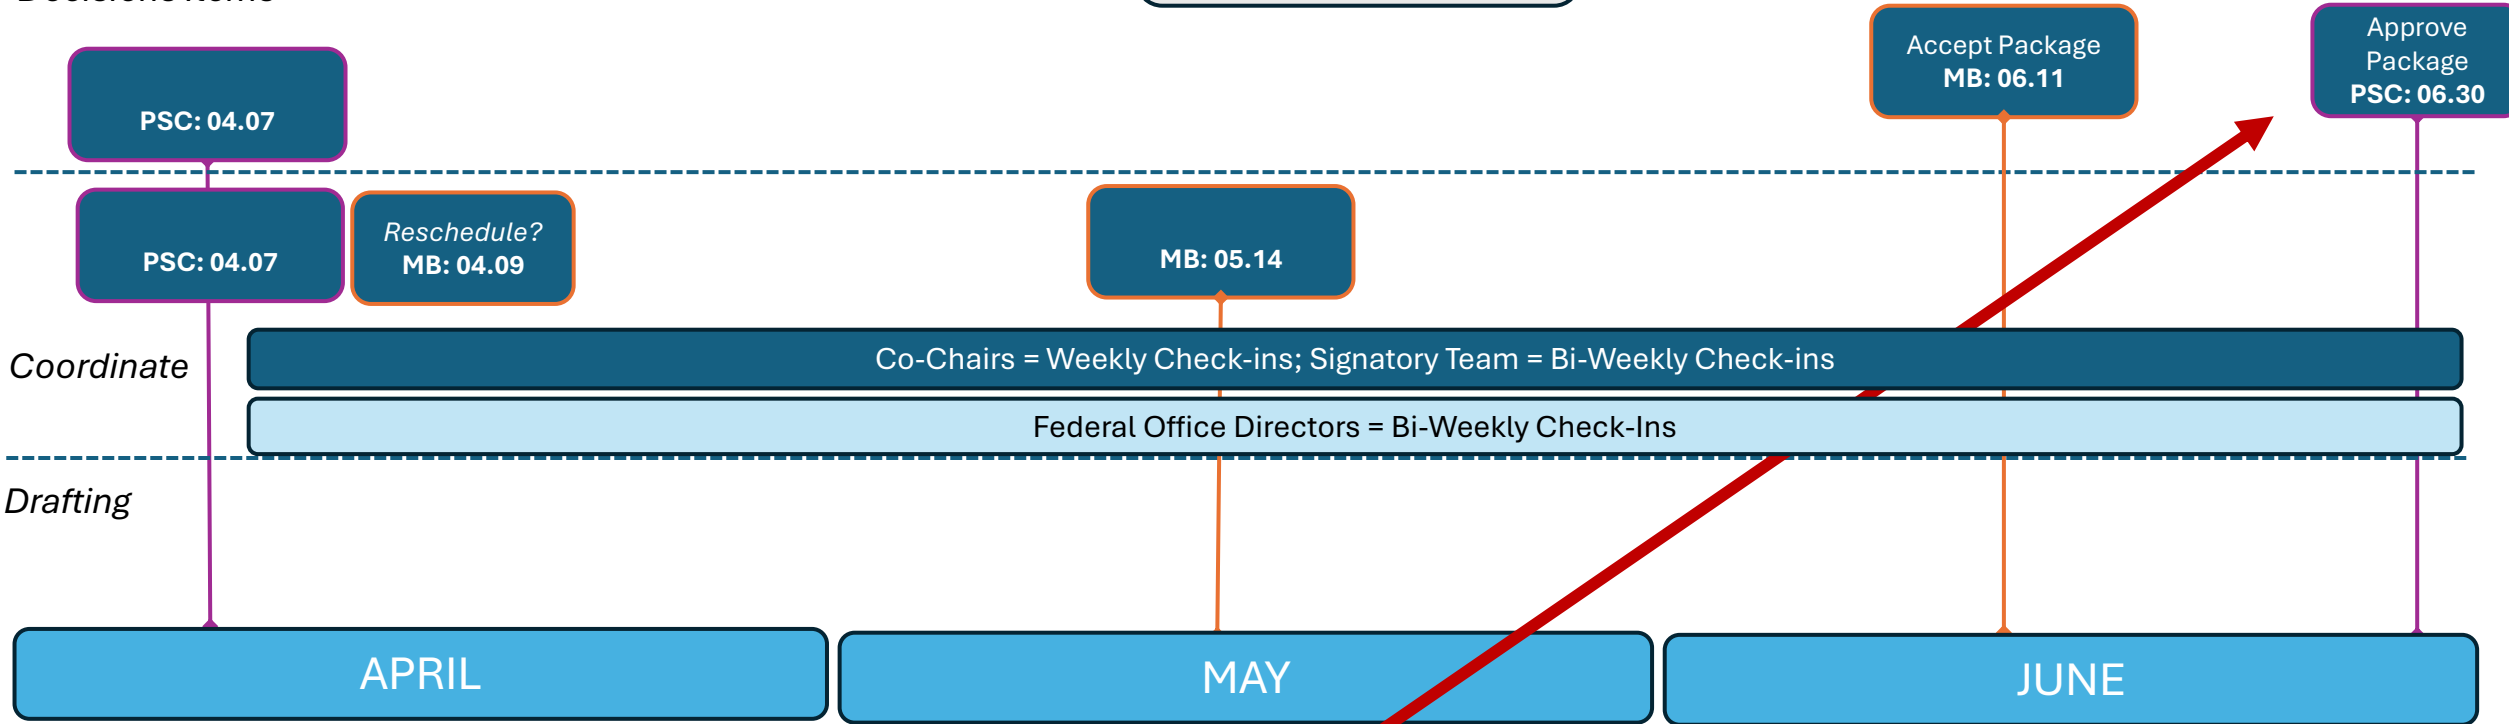 Accept Package
MB: 06.11
Approve
Package
PSC: 06.30
PSC: 04.07
PSC: 04.07
Reschedule?
MB: 04.09
MB: 05.14
Coordinate
Co-Chairs = Weekly Check-ins; Signatory Team = Bi-Weekly Check-ins
Federal Office Directors = Bi-Weekly Check-Ins
Drafting
APRIL
MAY
JUNE